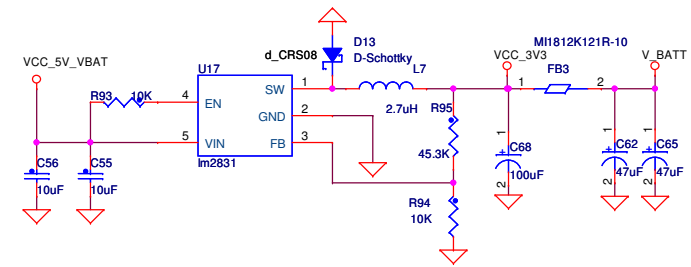 D13
d_CRS08
D-Schottky
VCC_5V_VBAT
U17
L7
2.7uH
VCC_3V3
MI1812K121R-10
FB3
1
2
V_BATT
R93
10K
4
EN
SW
1
GND
2
5
VIN
FB
3
lm2831
R95
45.3K
C56
10uF
C55
10uF
R94
10K
1
C68
100uF
2
1
C62
47uF
2
1
C65
47uF
2